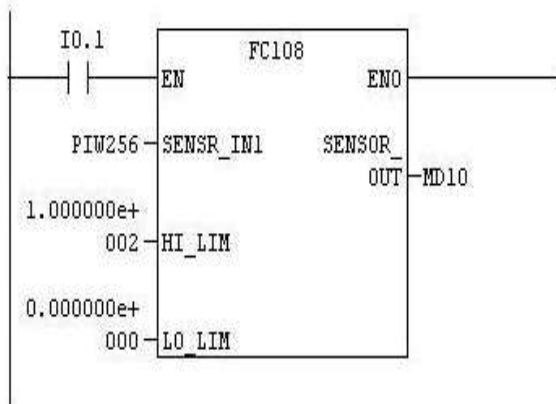 I0.1
FC108
EN ENO
PIW256 SENSR_IN1 SENSOR_
OUT MD10
1.000000e+
002 HI_LIM
0.000000e+
000 LO_LIM